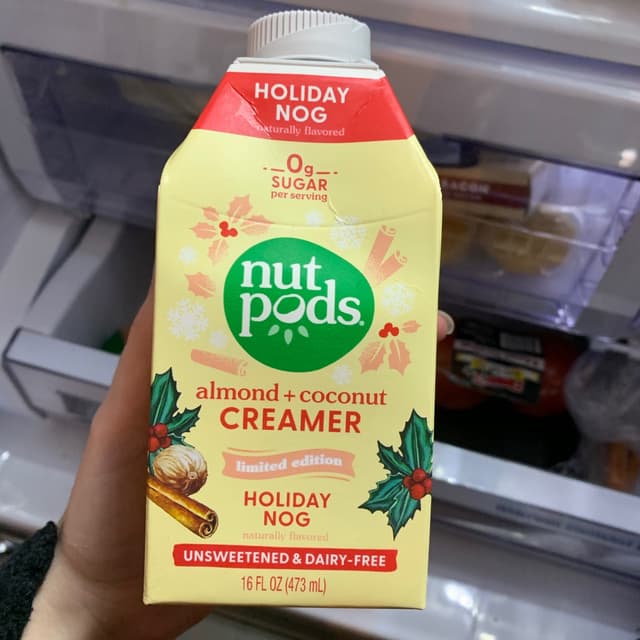 HOLIDAY
NOG
naturally flavored
0g
SUGAR
per serving
nut
pods.
almond + coconut
CREAMER
limited edition
HOLIDAY
NOG
naturally flavored
UNSWEETENED & DAIRY-FREE
16 FL OZ (473 mL)
BACON